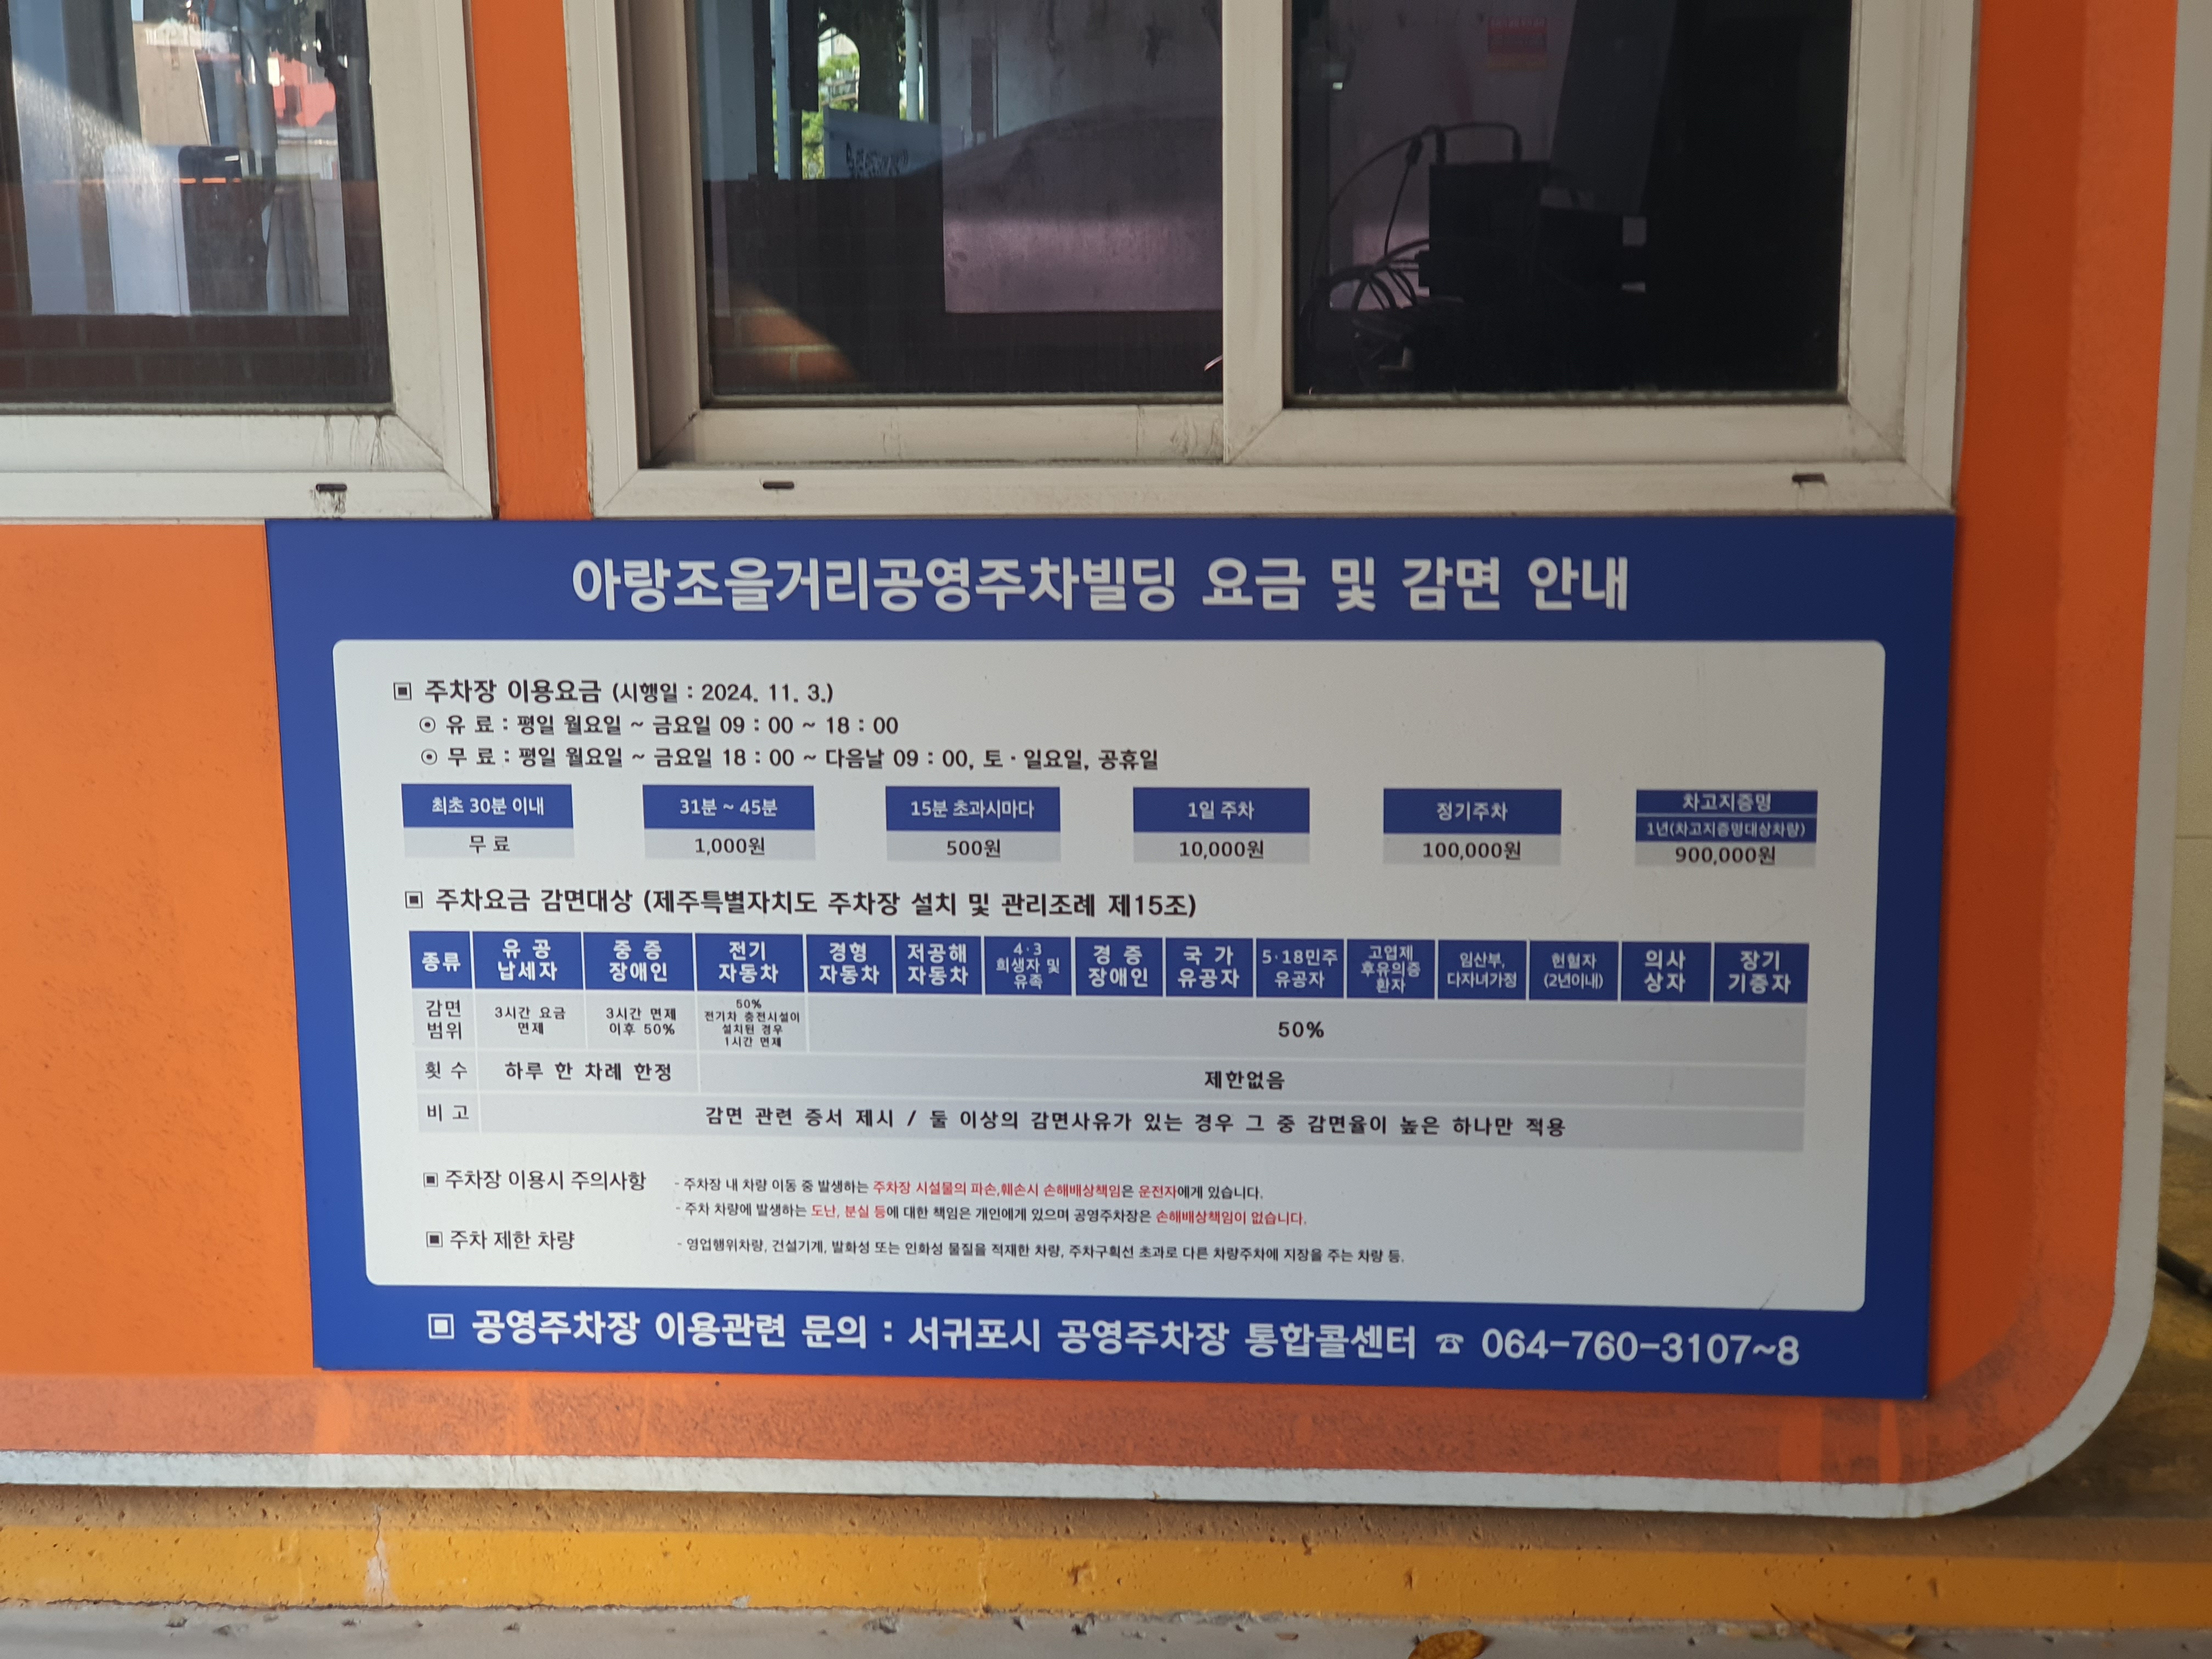 아랑조을거리공영주차빌딩 요금 및 감면 안내
▣ 주차장 이용요금 (시행일 : 2024. 11. 3.)
⊙ 유 료 : 평일 월요일 ~ 금요일 09 : 00 ~ 18 : 00
⊙ 무 료 : 평일 월요일 ~ 금요일 18 : 00 ~ 다음날 09 : 00, 토 · 일요일, 공휴일
최초 30분 이내
무 료
31분 ~ 45분
1,000원
15분 초과시마다
500원
1일 주차
10,000원
정기주차
100,000원
차고지증명
1년(차고지증명대상차량)
900,000원
▣ 주차요금 감면대상 (제주특별자치도 주차장 설치 및 관리조례 제15조)
종류
유 공
납세자
중 증
장애인
전기
자동차
경형
자동차
저공해
자동차
4·3
희생자 및
유족
경 증
장애인
국 가
유공자
5·18민주
유공자
고엽제
후유의증
환자
임산부,
다자녀가정
헌혈자
(2년이내)
의사
상자
장기
기증자
감면
범위
3시간 요금
면제
3시간 면제
이후 50%
50%
전기차 충전시설이
설치된 경우
1시간 면제
50%
횟 수
하루 한 차례 한정
제한없음
비 고
감면 관련 증서 제시 / 둘 이상의 감면사유가 있는 경우 그 중 감면율이 높은 하나만 적용
▣ 주차장 이용시 주의사항
- 주차장 내 차량 이동 중 발생하는 주차장 시설물의 파손,훼손시 손해배상책임은 운전자에게 있습니다.
- 주차 차량에 발생하는 도난, 분실 등에 대한 책임은 개인에게 있으며 공영주차장은 손해배상책임이 없습니다.
▣ 주차 제한 차량
- 영업행위차량, 건설기계, 발화성 또는 인화성 물질을 적재한 차량, 주차구획선 초과로 다른 차량주차에 지장을 주는 차량 등.
▣ 공영주차장 이용관련 문의 : 서귀포시 공영주차장 통합콜센터 ☎ 064-760-3107~8